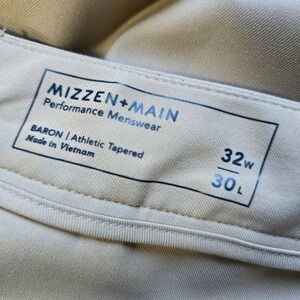 MIZZEN+MAIN
Performance Menswear
BARON | Athletic Tapered
Made in Vietnam
32W
30L